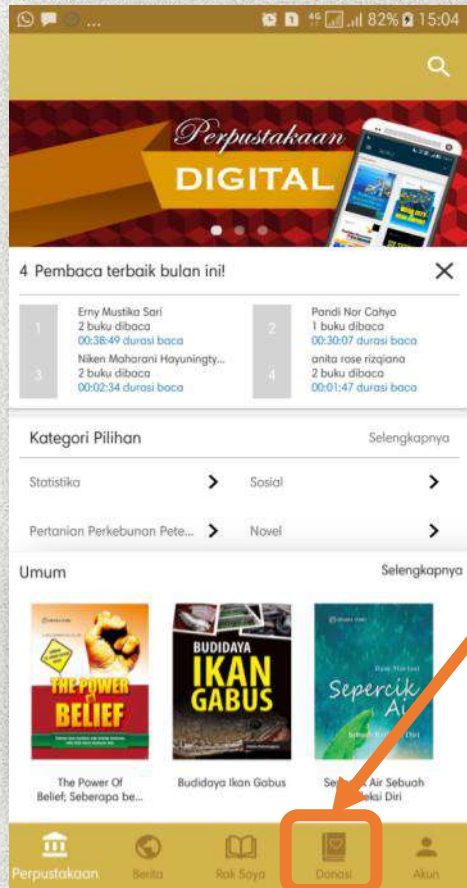 ... 4G 82% 15:04
Perpustakaan
DIGITAL
4 Pembaca terbaik bulan ini!
1
Erny Mustika Sari
2 buku dibaca
00:38:49 durasi baca
2
Pandi Nor Cahyo
1 buku dibaca
00:30:07 durasi baca
3
Niken Maharani Hayuningty...
2 buku dibaca
00:02:34 durasi baca
4
anita rose rizqiana
2 buku dibaca
00:01:47 durasi baca
Kategori Pilihan
Selengkapnya
Statistika
Sosial
Pertanian Perkebunan Pete...
Novel
Umum
Selengkapnya
THE POWER
OF
BELIEF
BUDIDAYA
IKAN
GABUS
Sepercik
Air
The Power Of
Belief; Seberapa be...
Budidaya Ikan Gabus
Air Sebuah
Diri
Perpustakaan
Berita
Rak Saya
Donasi
Akun